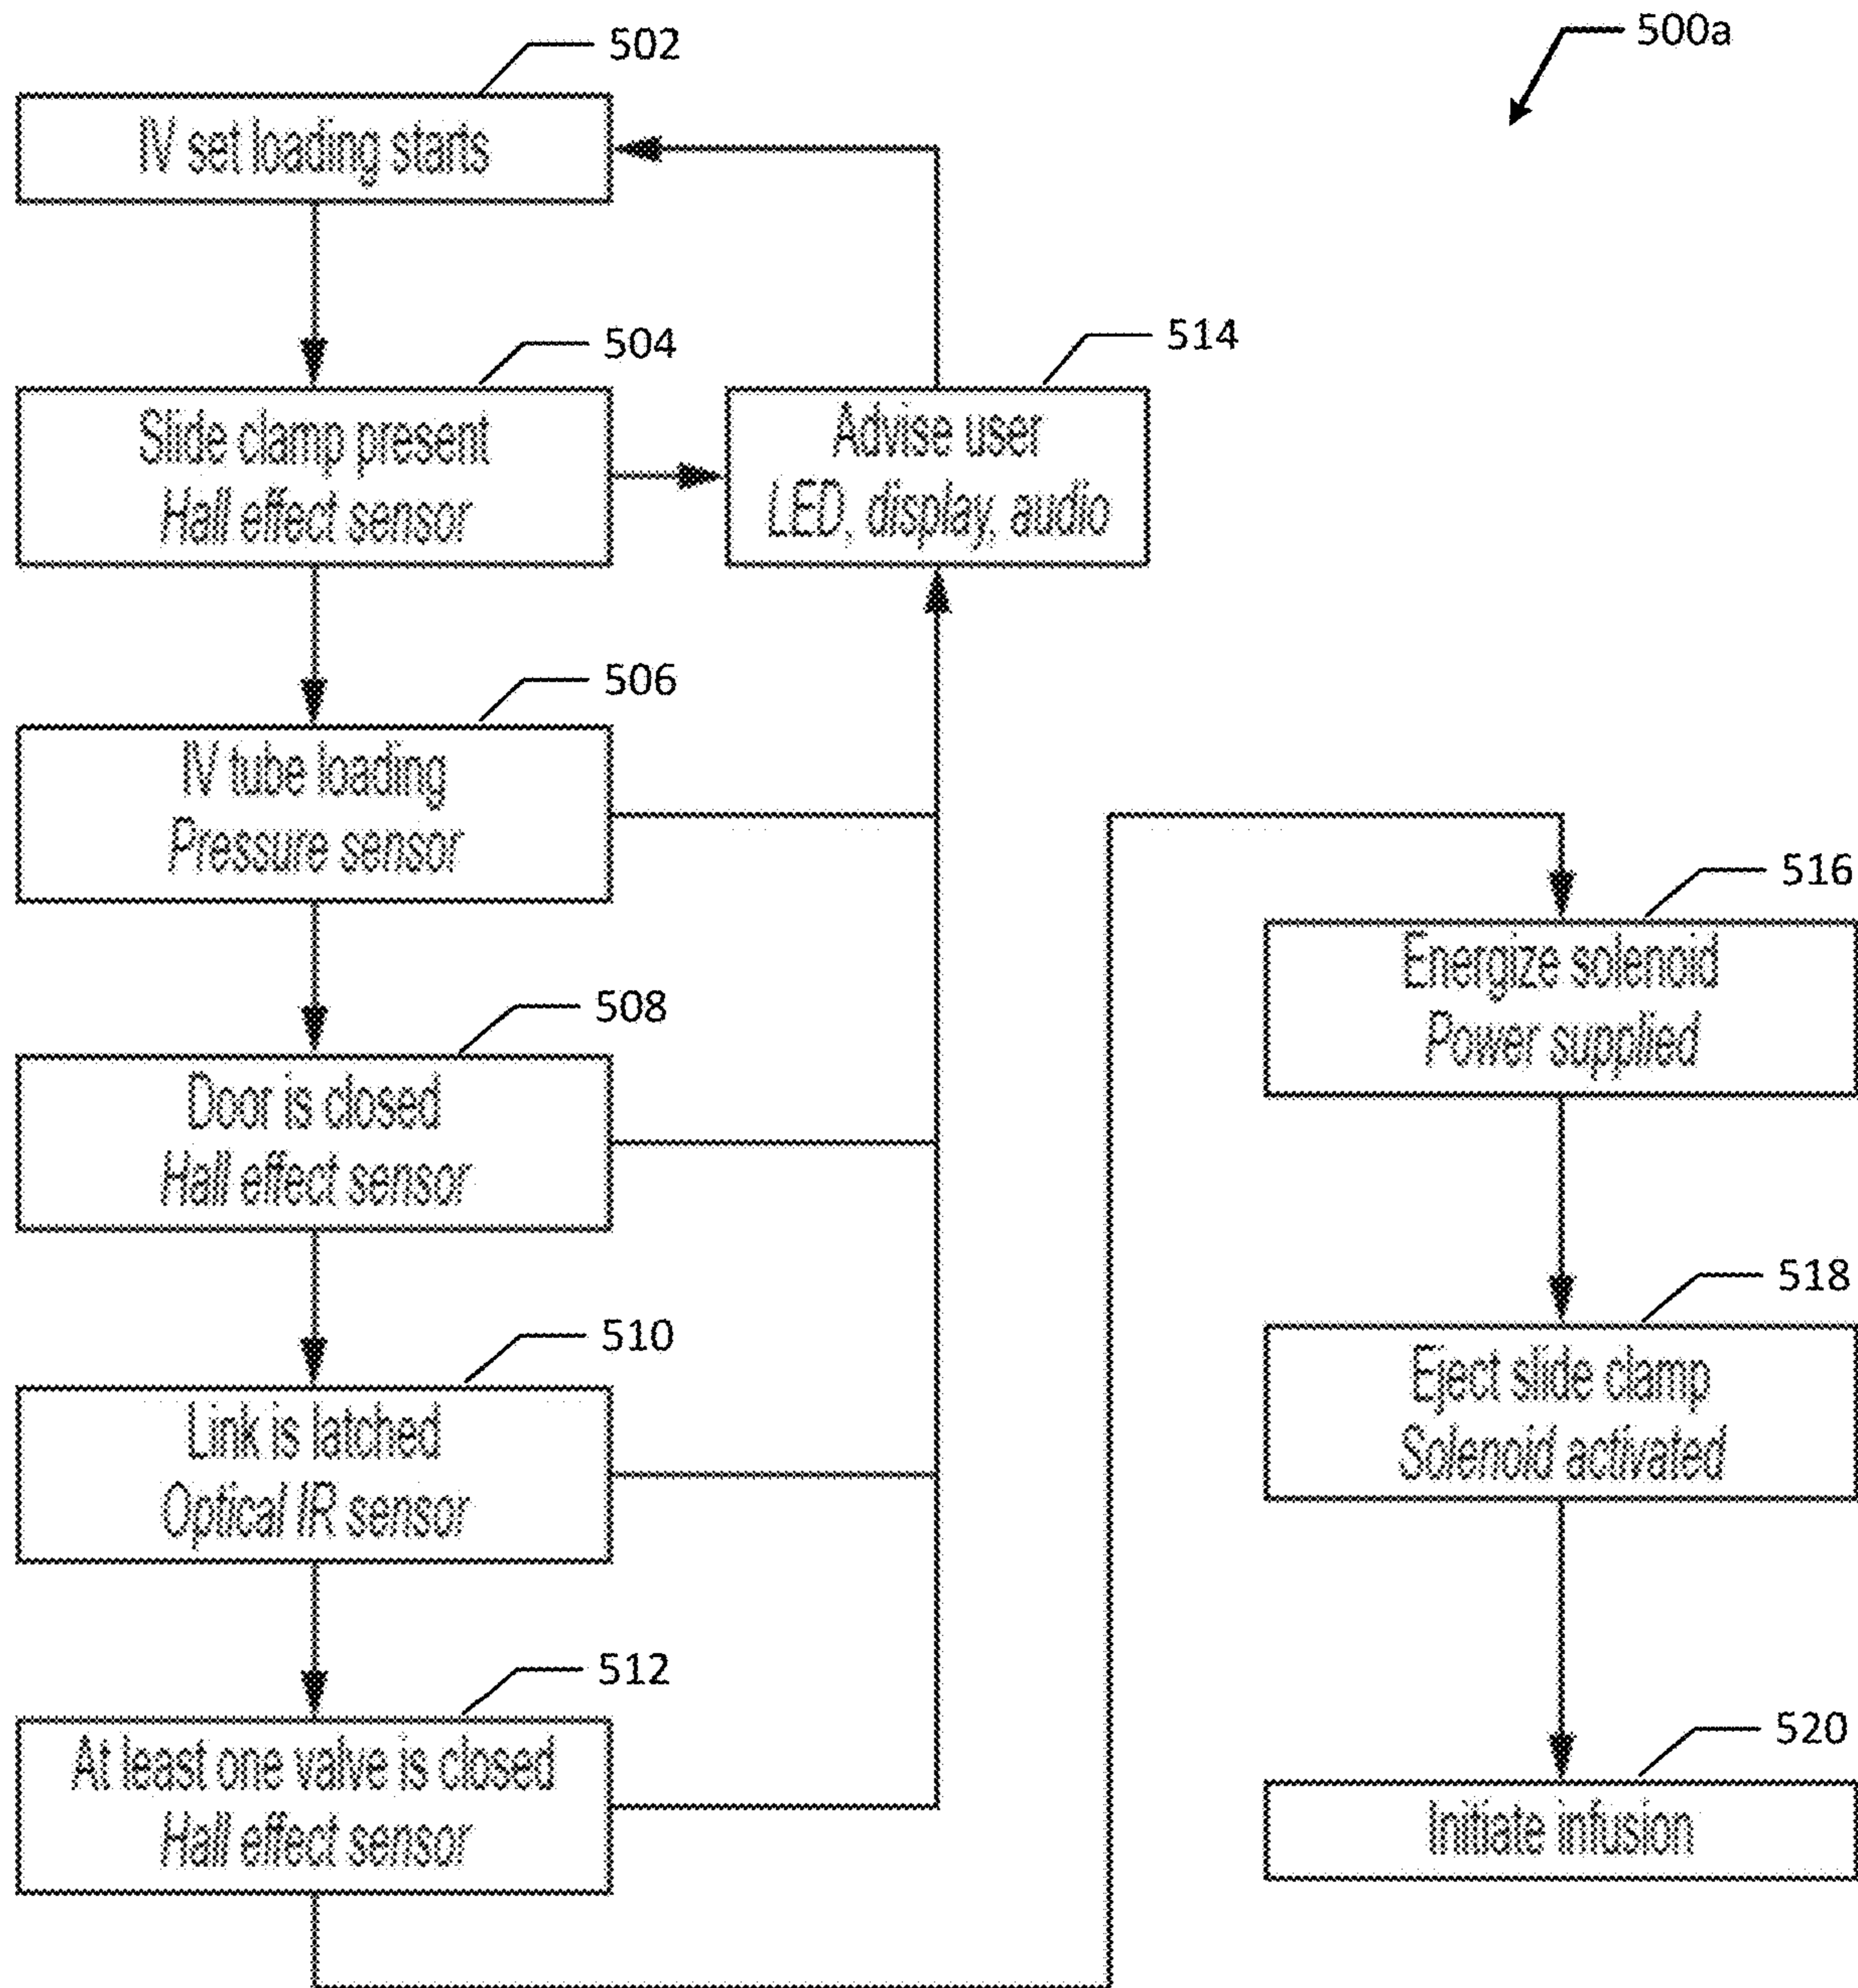 500a
502
IV set loading starts
504
Slide clamp present
Hall effect sensor
514
Advise user
LED, display, audio
506
IV tube loading
Pressure sensor
508
Door is closed
Hall effect sensor
510
Link is latched
Optical IR sensor
512
At least one valve is closed
Hall effect sensor
516
Energize solenoid
Power supplied
518
Eject slide clamp
Solenoid activated
520
Initiate infusion